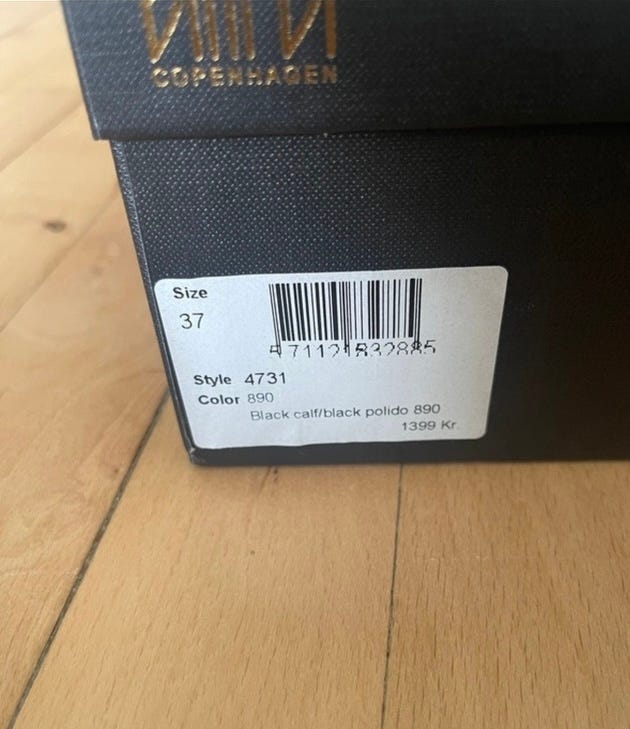 COPENHAGEN
Size
37
Style 4731
Color 890
Black calf/black polido 890
1399 Kr.